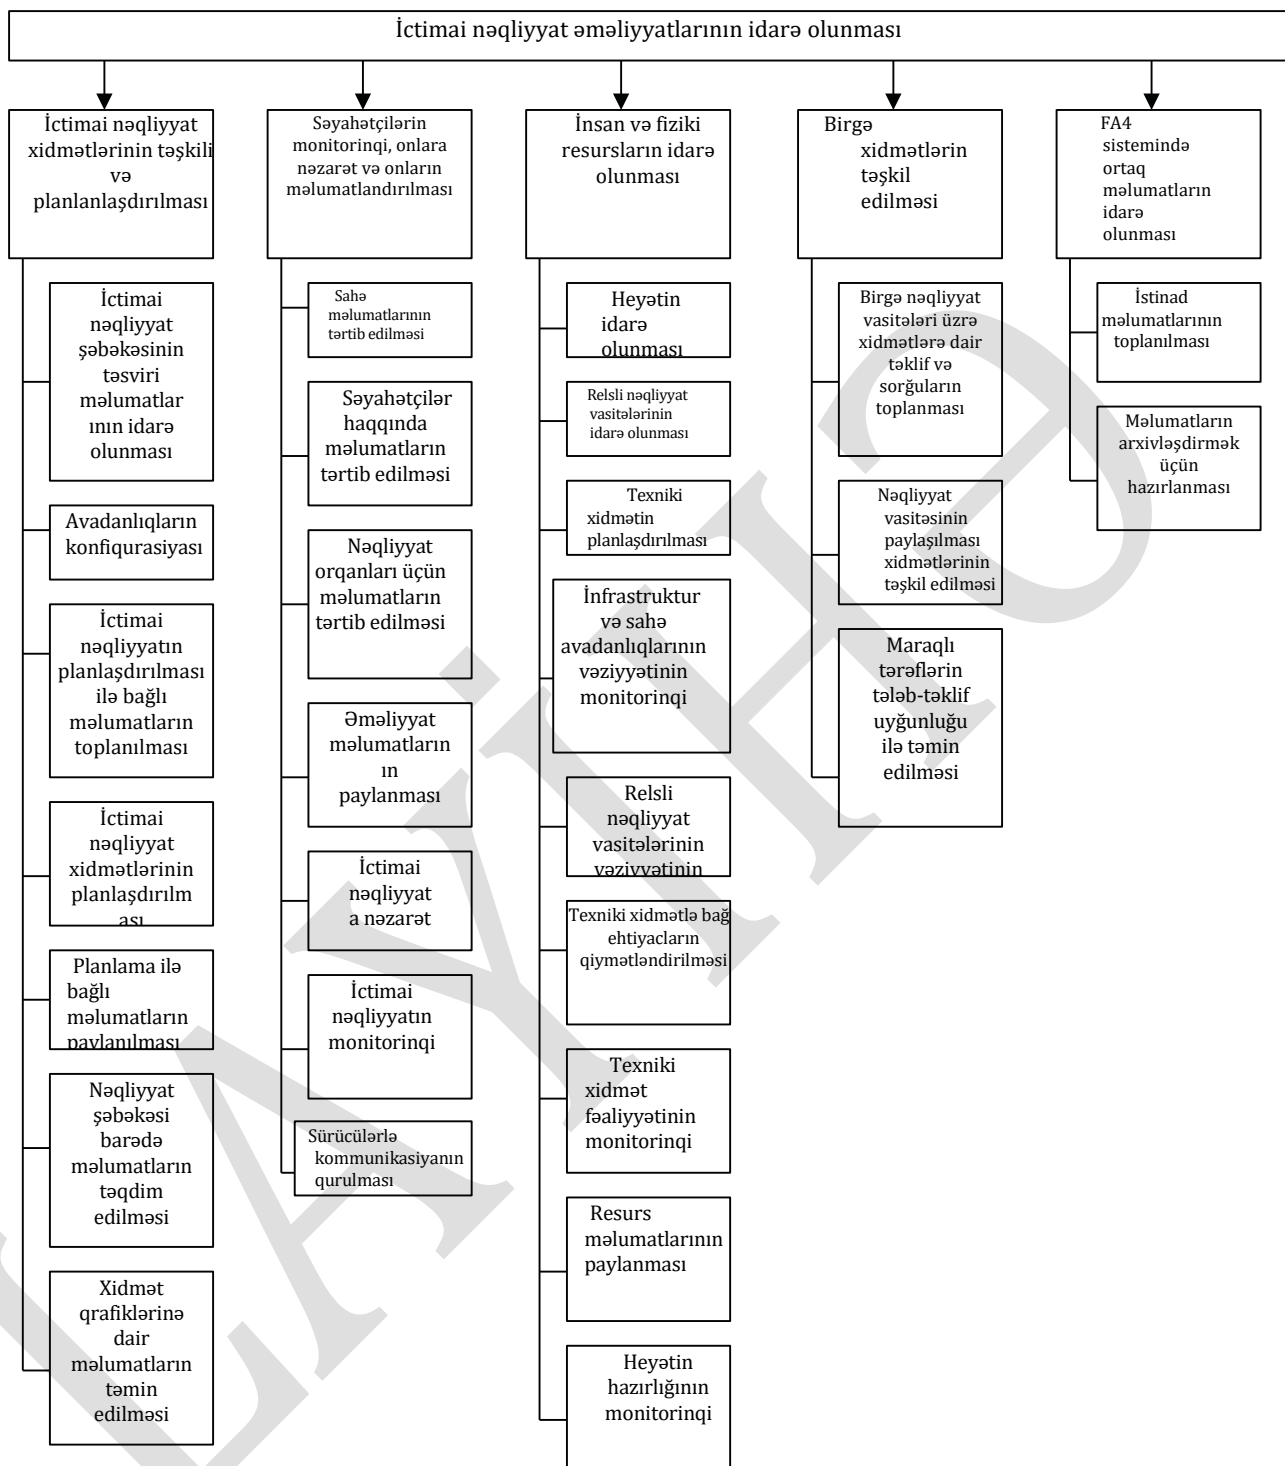 İctimai nəqliyyat əməliyyatlarının idarə olunması
İctimai nəqliyyat
xidmətlərinin təşkili
və
planlanlaşdırılması
İctimai
nəqliyyat
şəbəkəsinin
təsviri
məlumatlar
ının idarə
olunması
Avadanlıqların
konfiqurasiyası
İctimai
nəqliyyatın
planlaşdırılması
ilə bağlı
məlumatların
toplanılması
İctimai
nəqliyyat
xidmətlərinin
planlaşdırılm
ası
Planlama ilə
bağlı
məlumatların
paylanılması
Nəqliyyat
şəbəkəsi
barədə
məlumatların
təqdim
edilməsi
Xidmət
qrafiklərinə
dair
məlumatların
təmin
edilməsi
Səyahətçilərin
monitorinqi, onlara
nəzarət və onların
məlumatlandırılması
Sahə
məlumatlarının
tərtib edilməsi
Səyahətçilər
haqqında
məlumatların
tərtib edilməsi
Nəqliyyat
orqanları üçün
məlumatların
tərtib edilməsi
Əməliyyat
məlumatların
ın
paylanması
İctimai
nəqliyyat
a nəzarət
İctimai
nəqliyyatın
monitorinqi
Sürücülərlə
kommunikasiyanın
qurulması
İnsan və fiziki
resursların idarə
olunması
Heyətin
idarə
olunması
Relsli nəqliyyat
vasitələrinin
idarə olunması
Texniki
xidmətin
planlaşdırılması
İnfrastruktur
və sahə
avadanlıqlarının
vəziyyətinin
monitorinqi
Relsli
nəqliyyat
vasitələrinin
vəziyyətinin
Texniki xidmətlə bağ
ehtiyacların
qiymətləndirilməsi
Texniki
xidmət
fəaliyyətinin
monitorinqi
Resurs
məlumatlarının
paylanması
Heyətin
hazırlığının
monitorinqi
Birgə
xidmətlərin
təşkil
edilməsi
Birgə nəqliyyat
vasitələri üzrə
xidmətlərə dair
təklif və
sorğuların
toplanması
Nəqliyyat
vasitəsinin
paylaşılması
xidmətlərinin
təşkil edilməsi
Maraqlı
tərəflərin
tələb-təklif
uyğunluğu
ilə təmin
edilməsi
FA4
sistemində
ortaq
məlumatların
idarə
olunması
İstinad
məlumatlarının
toplanılması
Məlumatların
arxivləşdirmək
üçün
hazırlanması
LAYİHƏ